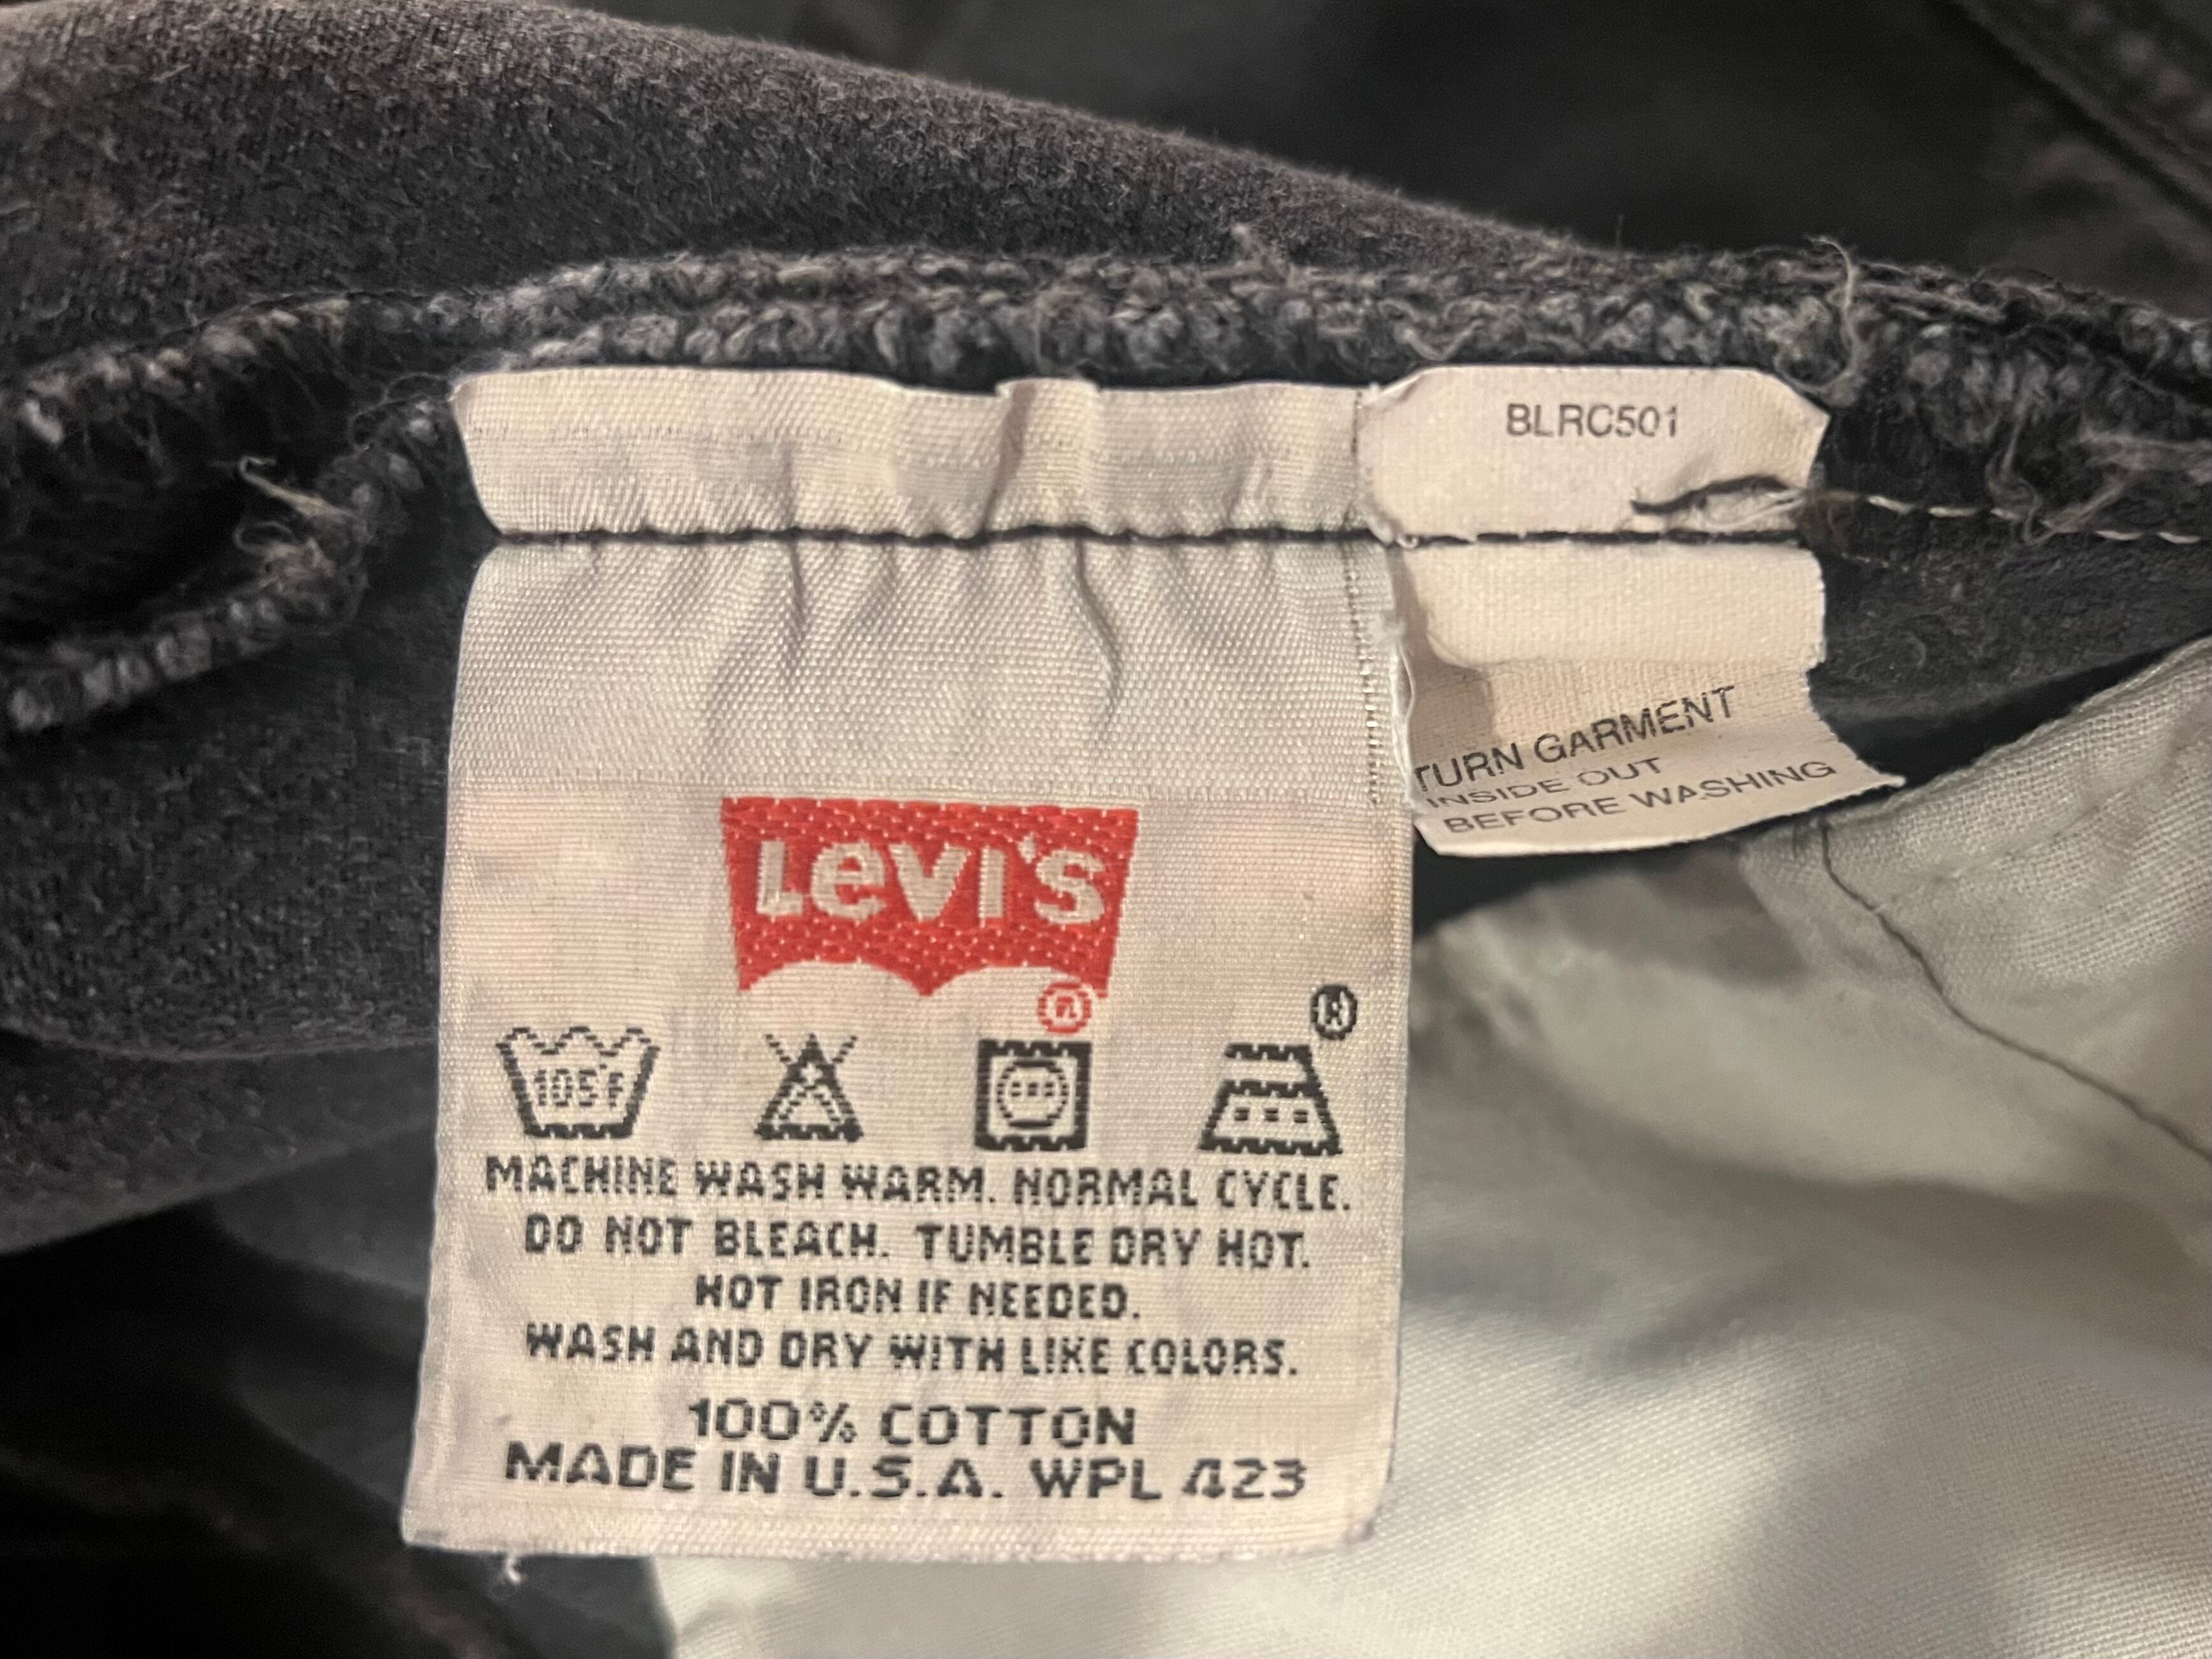 BLRC501
TURN GARMENT
INSIDE OUT
BEFORE WASHING
LEVI'S
®
®
105°F
MACHINE WASH WARM. NORMAL CYCLE.
DO NOT BLEACH. TUMBLE DRY HOT.
HOT IRON IF NEEDED.
WASH AND DRY WITH LIKE COLORS.
100% COTTON
MADE IN U.S.A. WPL 423